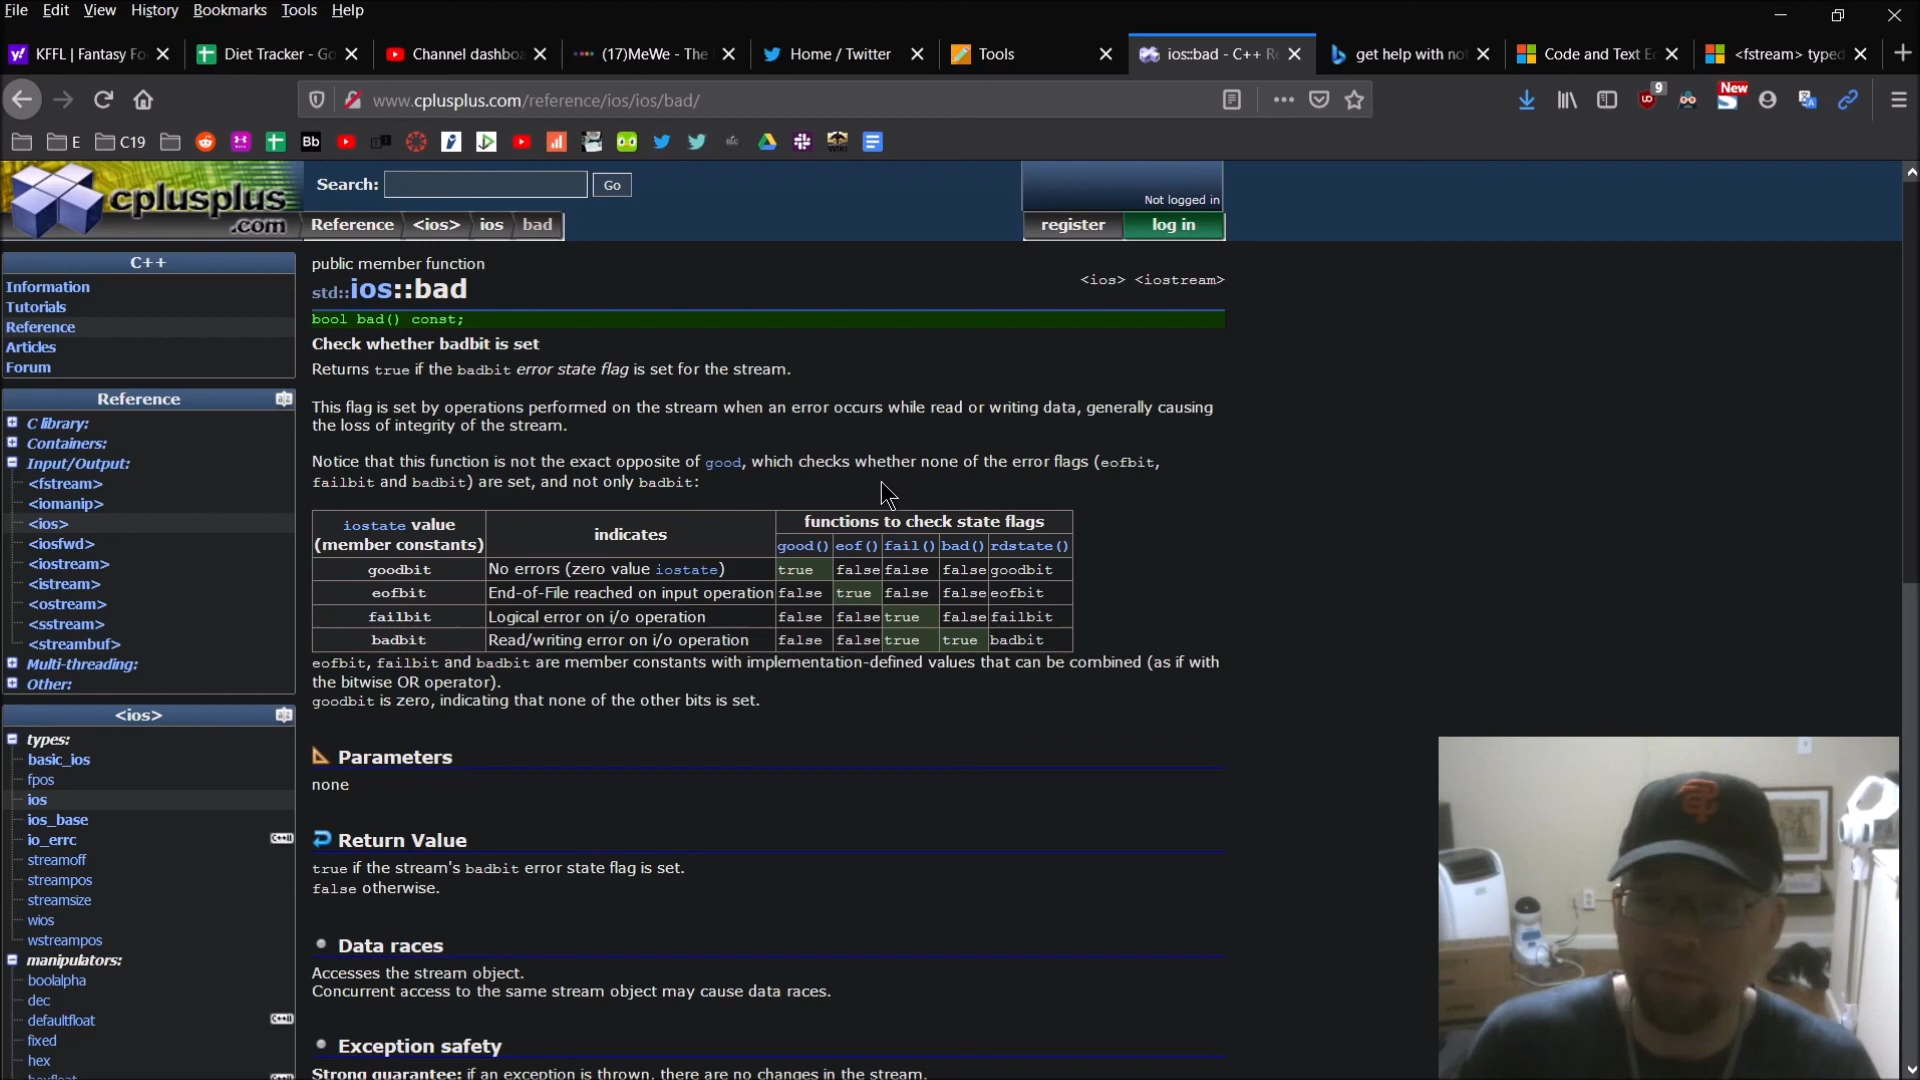 File Edit View History Bookmarks Tools Help
KFFL | Fantasy Fo
Diet Tracker - Go
Channel dashboa
(17)MeWe - The
Home / Twitter
Tools
ios::bad - C++ Re
get help with not
Code and Text Ed
<fstream> typed
www.cplusplus.com/reference/ios/ios/bad/
9
New
E
C19
Bb
cplusplus
.com
Search:
Go
Not logged in
Reference <ios> ios bad
register log in
C++
Information
Tutorials
Reference
Articles
Forum
Reference
C library:
Containers:
Input/Output:
<fstream>
<iomanip>
<ios>
<iosfwd>
<iostream>
<istream>
<ostream>
<sstream>
<streambuf>
Multi-threading:
Other:
<ios>
types:
basic_ios
fpos
ios
ios_base
io_errc
streamoff
streampos
streamsize
wios
wstreampos
manipulators:
boolalpha
dec
defaultfloat
fixed
hex
public member function
<ios> <iostream>
std::ios::bad
bool bad() const;
Check whether badbit is set
Returns true if the badbit error state flag is set for the stream.
This flag is set by operations performed on the stream when an error occurs while read or writing data, generally causing
the loss of integrity of the stream.
Notice that this function is not the exact opposite of good, which checks whether none of the error flags (eofbit,
failbit and badbit) are set, and not only badbit:
iostate value
(member constants)
indicates
functions to check state flags
good() eof() fail() bad() rdstate()
goodbit No errors (zero value iostate) true false false false goodbit
eofbit End-of-File reached on input operation false true false false eofbit
failbit Logical error on i/o operation false false true false failbit
badbit Read/writing error on i/o operation false false true true badbit
eofbit, failbit and badbit are member constants with implementation-defined values that can be combined (as if with
the bitwise OR operator).
goodbit is zero, indicating that none of the other bits is set.
Parameters
none
Return Value
true if the stream's badbit error state flag is set.
false otherwise.
Data races
Accesses the stream object.
Concurrent access to the same stream object may cause data races.
Exception safety
Strong guarantee: if an exception is thrown, there are no changes in the stream.